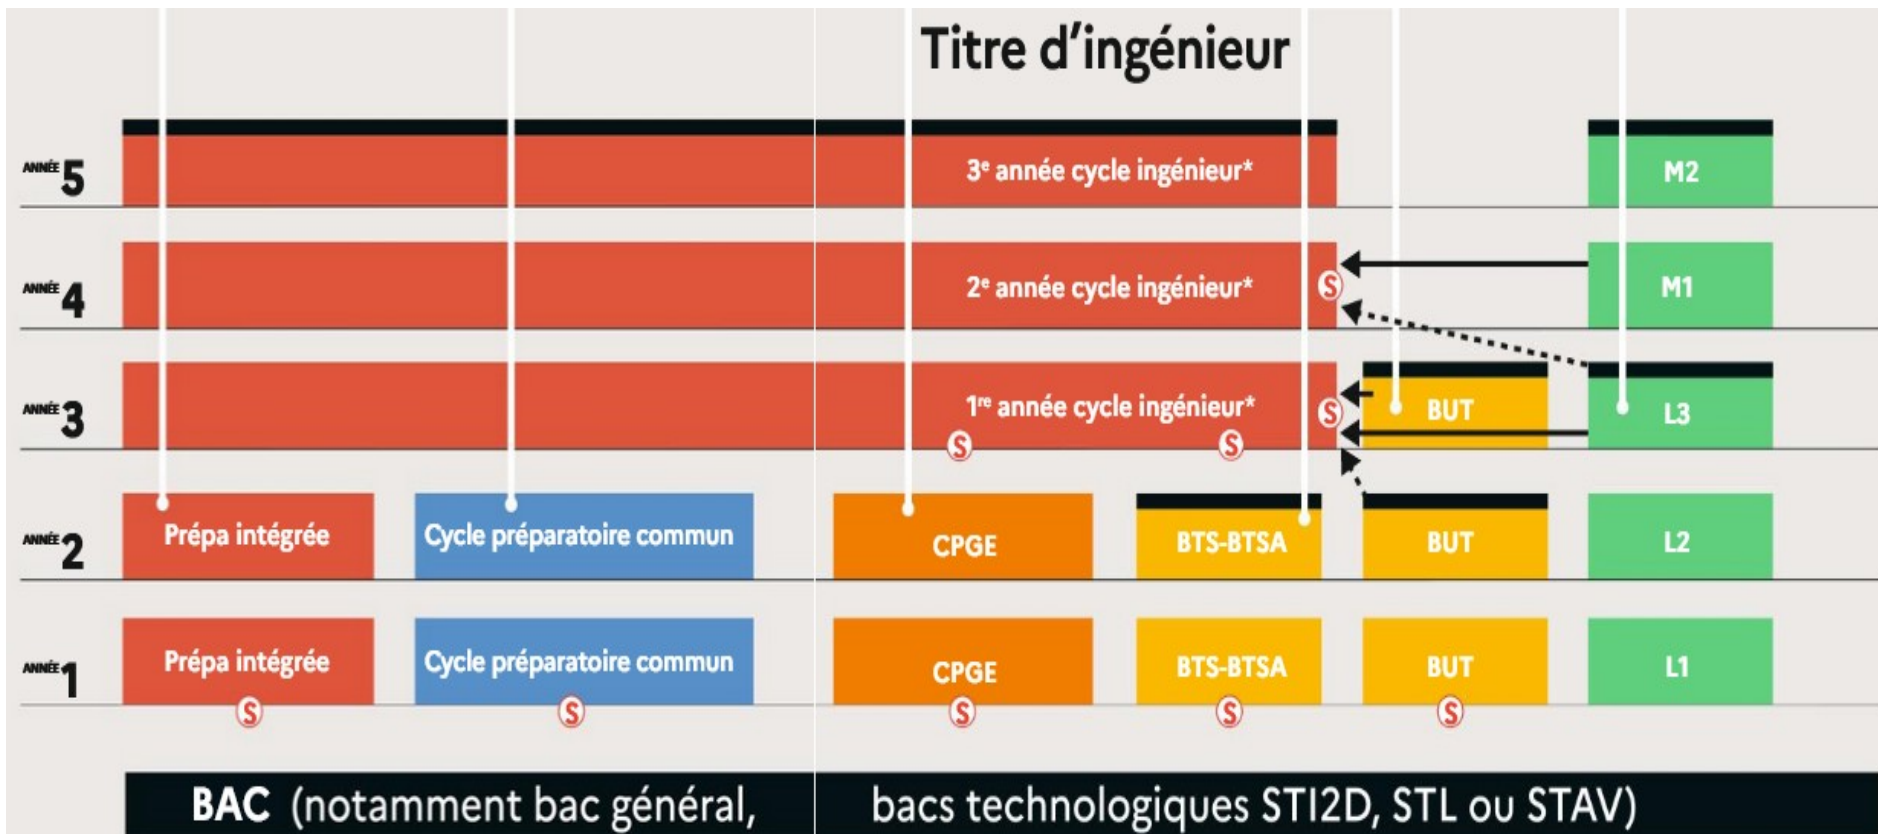 Titre d'ingénieur
ANNÉE 5
3e année cycle ingénieur*
M2
ANNÉE 4
2e année cycle ingénieur*
S
M1
ANNÉE 3
1re année cycle ingénieur*
S
BUT
L3
S
S
ANNÉE 2
Prépa intégrée
Cycle préparatoire commun
CPGE
BTS-BTSA
BUT
L2
ANNÉE 1
Prépa intégrée
Cycle préparatoire commun
CPGE
BTS-BTSA
BUT
L1
S
S
S
S
S
BAC (notamment bac général, bacs technologiques STI2D, STL ou STAV)